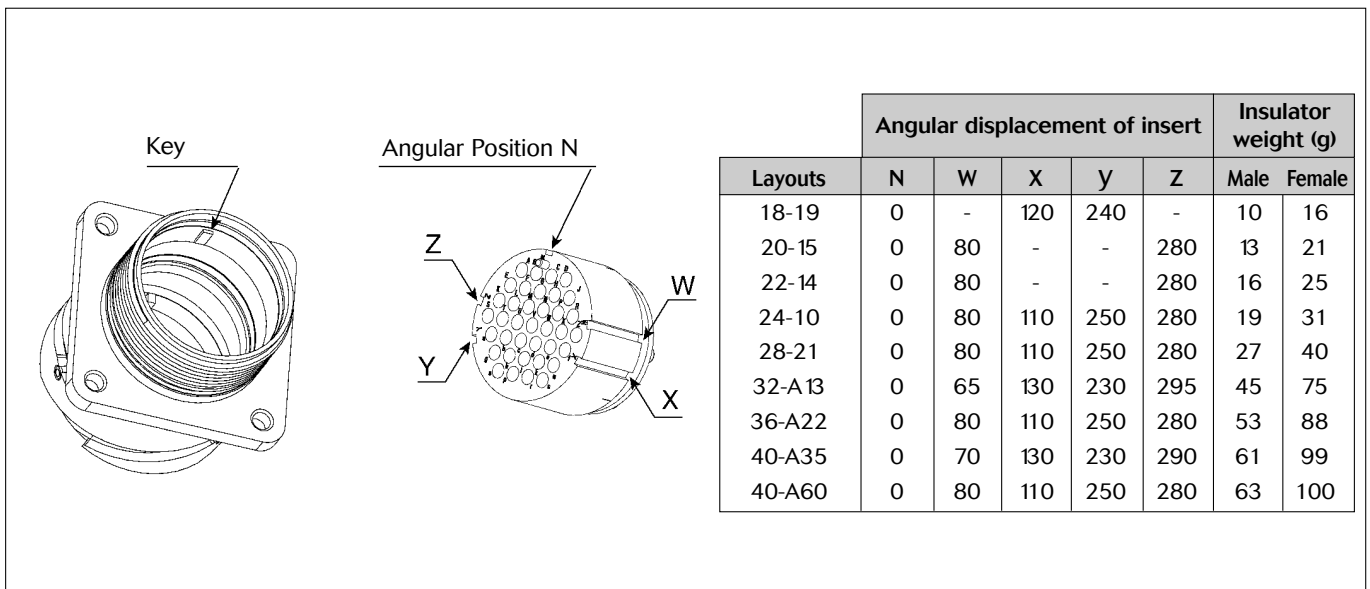 Key
Angular Position N
Z
Y
W
X
Angular displacement of insert Insulator weight (g)
Layouts N W X y Z Male Female
18-19 0 - 120 240 - 10 16
20-15 0 80 - - 280 13 21
22-14 0 80 - - 280 16 25
24-10 0 80 110 250 280 19 31
28-21 0 80 110 250 280 27 40
32-A13 0 65 130 230 295 45 75
36-A22 0 80 110 250 280 53 88
40-A35 0 70 130 230 290 61 99
40-A60 0 80 110 250 280 63 100